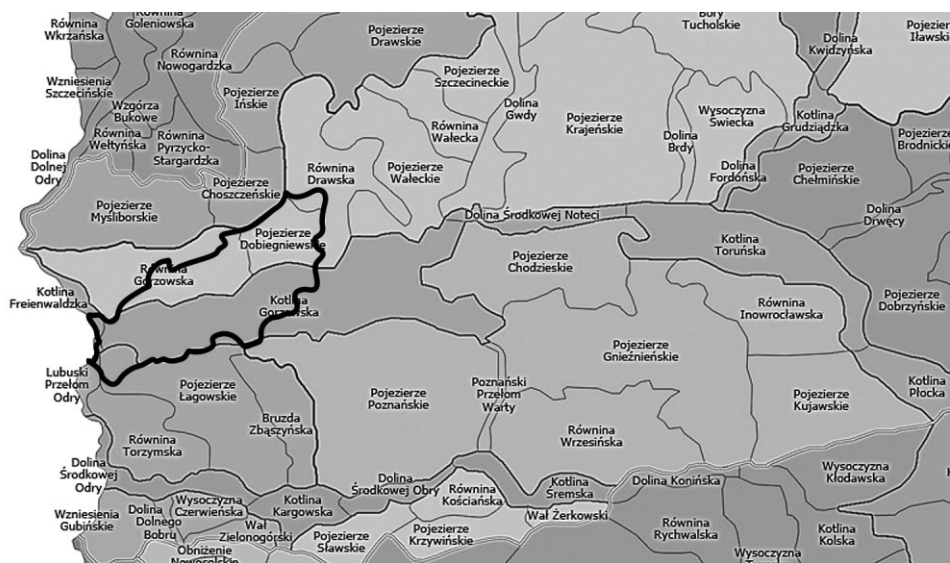 Równina
Wkrzańska
Równina
Goleniowska
Równina
Nowogardzka
Pojezierze
Drawskie
Bory
Tucholskie
Dolina
Kwidzyńska
Pojezierze
Iławskie
Wzniesienia
Szczecińskie
Pojezierze
Ińskie
Pojezierze
Szczecineckie
Wzgórza
Bukowe
Dolina
Gwdy
Pojezierze
Krajeńskie
Wysoczyzna
Świecka
Kotlina
Grudziądzka
Równina
Wełtyńska
Równina
Pyrzycko-
Stargardzka
Równina
Wałecka
Dolina
Brdy
Pojezierze
Brodnickie
Dolina
Dolnej
Odry
Równina
Drawska
Pojezierze
Wałeckie
Dolina
Fordońska
Pojezierze
Chełmińskie
Pojezierze
Choszczeńskie
Pojezierze
Myśliborskie
Dolina Środkowej Noteci
Dolina
Drwęcy
Pojezierze
Dobiegniewskie
Kotlina
Toruńska
Pojezierze
Chodzieskie
Równina
Gorzowska
Kotlina
Freienwaldzka
Kotlina
Gorzowska
Równina
Inowrocławska
Pojezierze
Dobrzyńskie
Pojezierze
Gnieźnieńskie
Lubuski
Przełom
Odry
Pojezierze
Łagowskie
Pojezierze
Poznańskie
Poznański
Przełom
Warty
Pojezierze
Kujawskie
Kotlina
Płocka
Bruzda
Zbąszyńska
Równina
Torzymska
Równina
Wrzesińska
Dolina
Środkowej
Odry
Dolina
Środkowej Obry
Kotlina
Śremska
Dolina Konińska
Wysoczyzna
Kłodawska
Równina
Kościańska
Wysoczyzna
Czerwieńska
Kotlina
Kargowska
Wzniesienia
Gubińskie
Dolina
Dolnego
Bobru
Wał
Zielonogórski
Wał Żerkowski
Równina
Rychwalska
Kotlina
Kolska
Pojezierze
Sławskie
Pojezierze
Krzywińskie
Obniżenie
Wysoczyzna